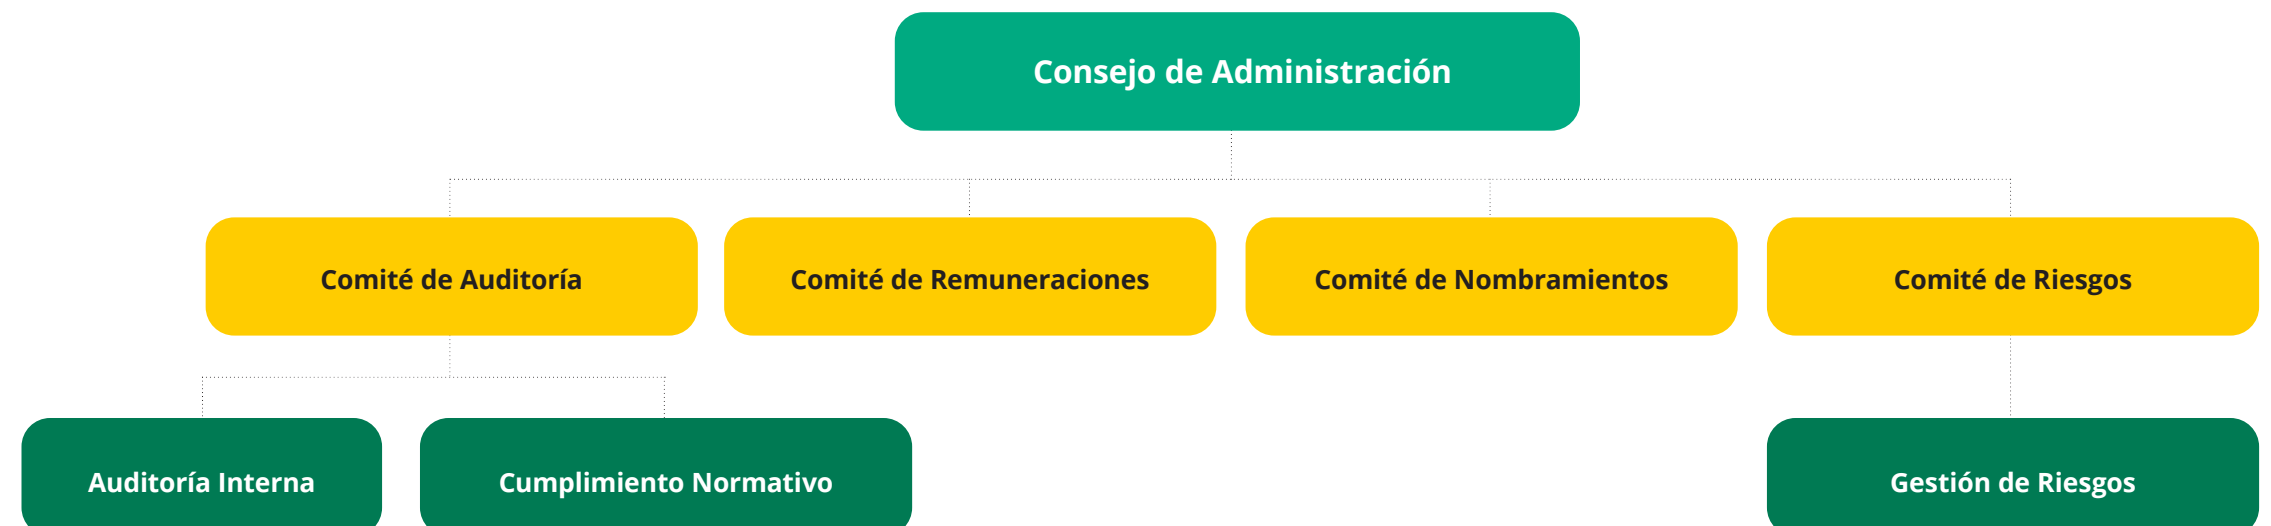 Consejo de Administración
Comité de Auditoría
Comité de Remuneraciones
Comité de Nombramientos
Comité de Riesgos
Auditoría Interna
Cumplimiento Normativo
Gestión de Riesgos